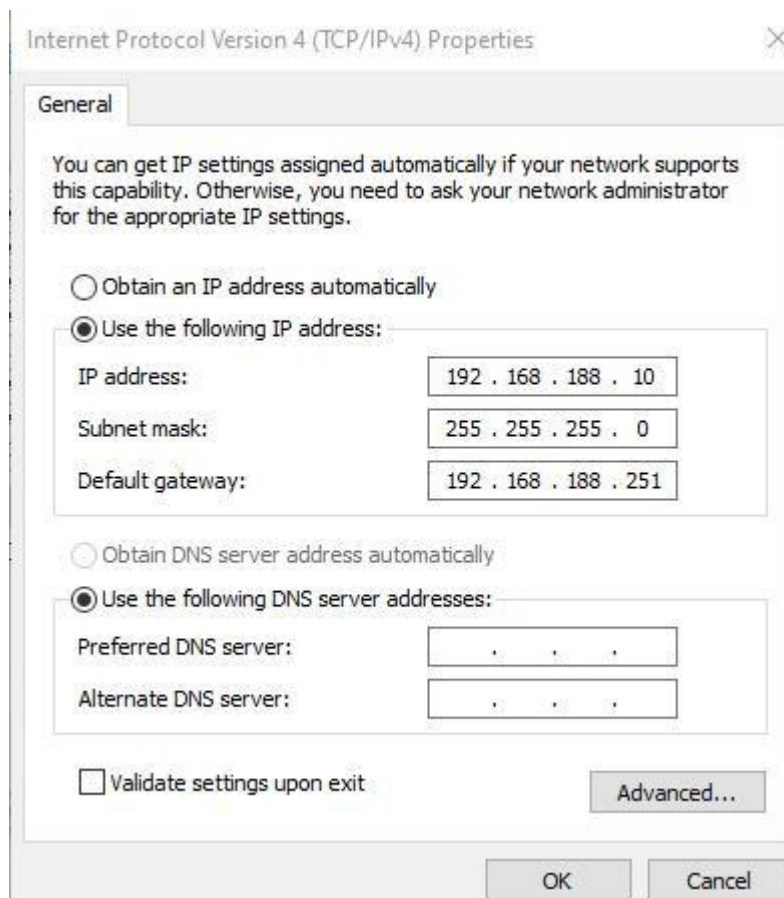 Internet Protocol Version 4 (TCP/IPv4) Properties
General
You can get IP settings assigned automatically if your network supports
this capability. Otherwise, you need to ask your network administrator
for the appropriate IP settings.
Obtain an IP address automatically
Use the following IP address:
IP address: 192 . 168 . 188 . 10
Subnet mask: 255 . 255 . 255 . 0
Default gateway: 192 . 168 . 188 . 251
Obtain DNS server address automatically
Use the following DNS server addresses:
Preferred DNS server: . . .
Alternate DNS server: . . .
Validate settings upon exit
Advanced...
OK Cancel